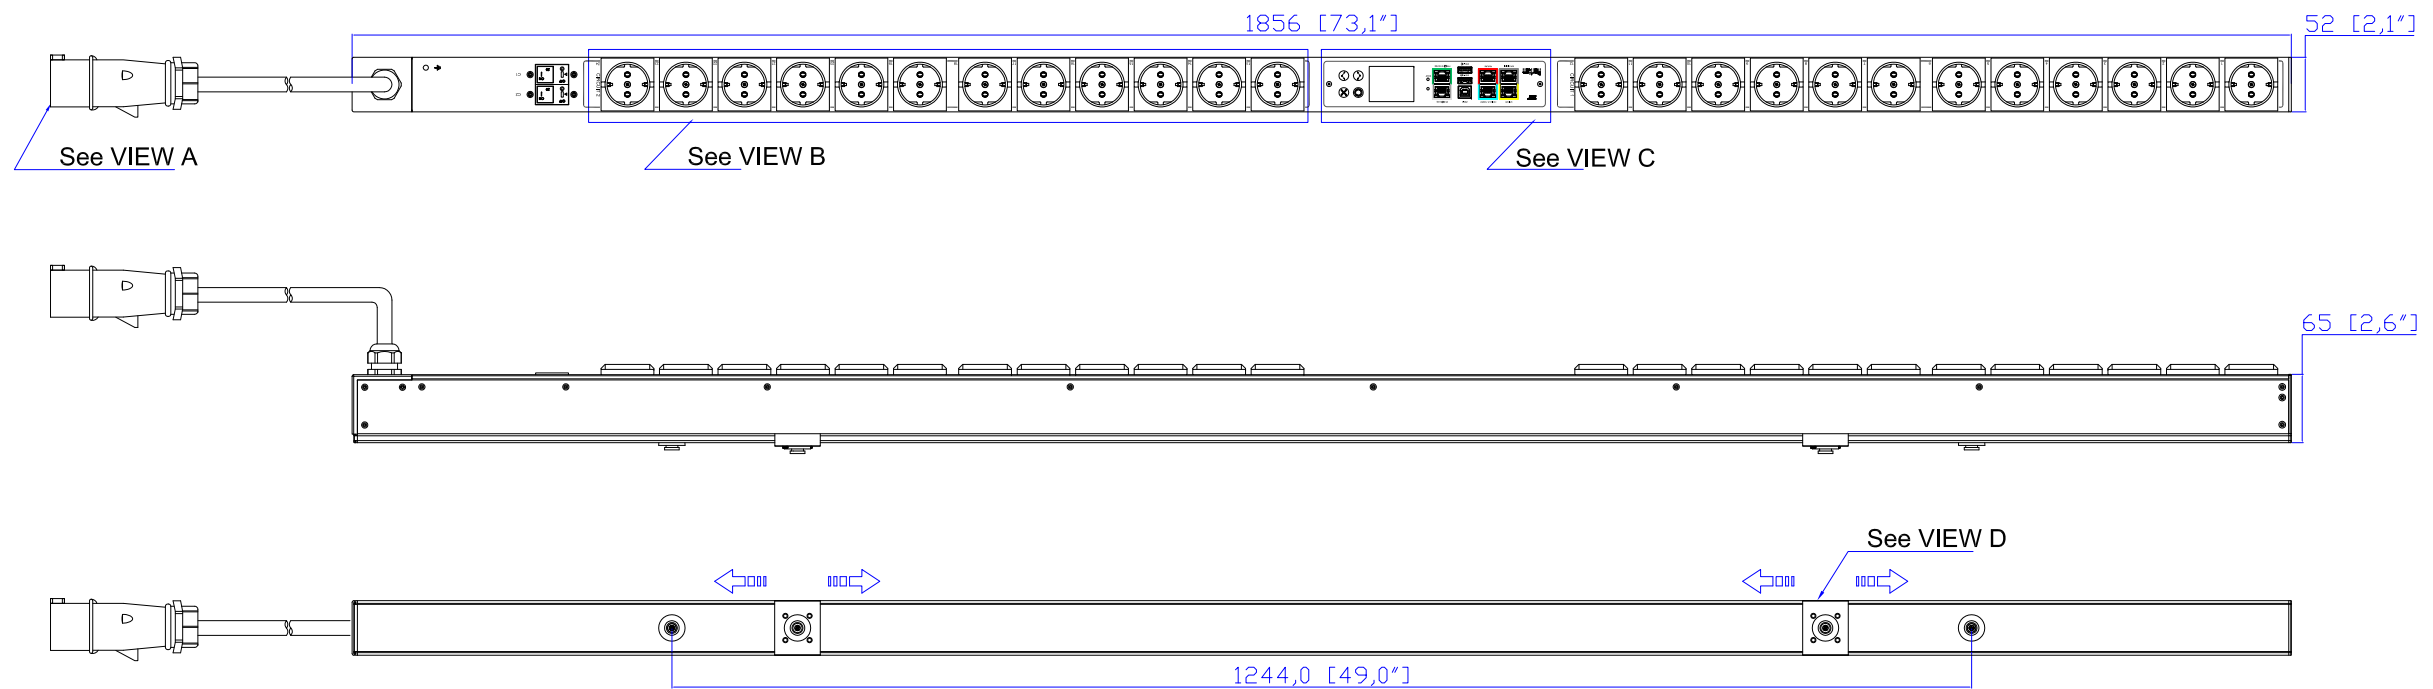 1856 [73,1"]
52 [2,1"]
See VIEW A
See VIEW B
See VIEW C
65 [2,6"]
See VIEW D
1244,0 [49,0"]